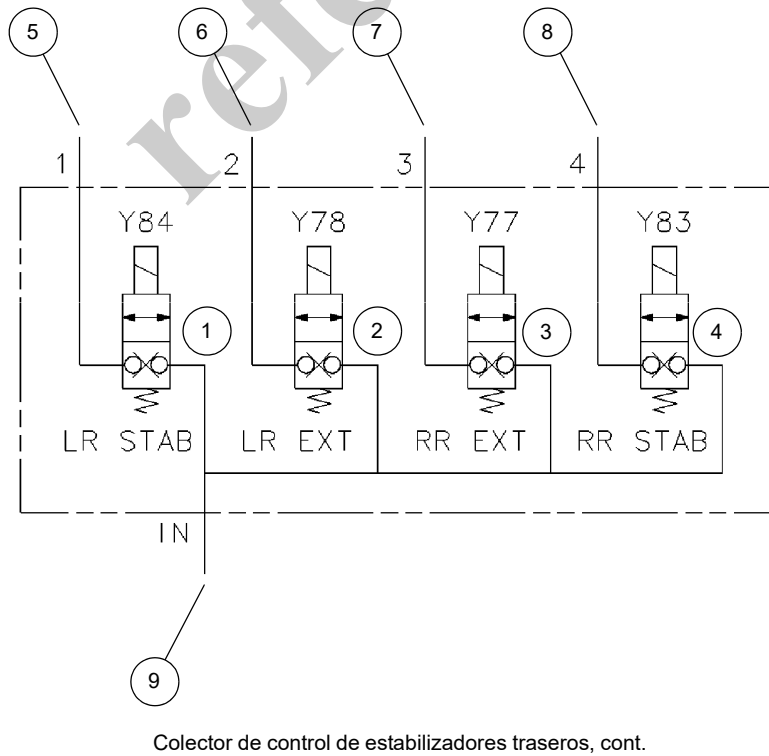 5 6 7 8
refe
1 2 3 4
Y84 Y78 Y77 Y83
1 2 3 4
LR STAB LR EXT RR EXT RR STAB
IN
9
Colector de control de estabilizadores traseros, cont.